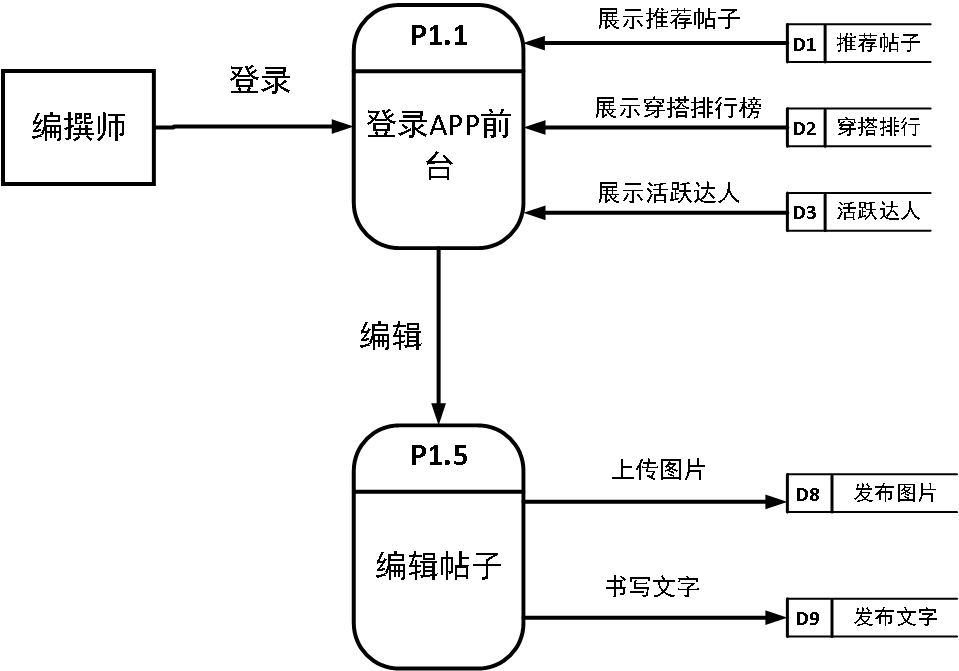 P1.1
展示推荐帖子
D1 推荐帖子
登录
编撰师
登录APP前
台
展示穿搭排行榜
D2 穿搭排行
展示活跃达人
D3 活跃达人
编辑
P1.5
上传图片
D8 发布图片
编辑帖子
书写文字
D9 发布文字